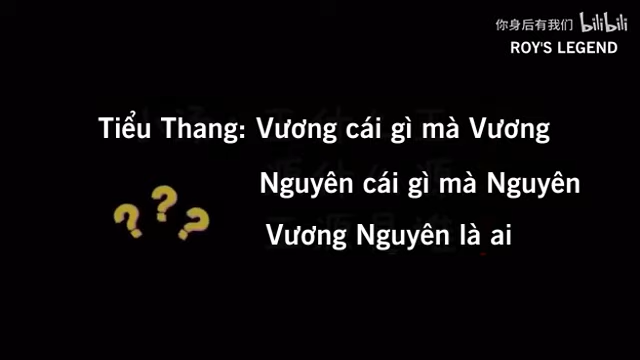 你身后有我们 bilibili
ROY'S LEGEND
Tiểu Thang: Vương cái gì mà Vương
Nguyên cái gì mà Nguyên
Vương Nguyên là ai
???